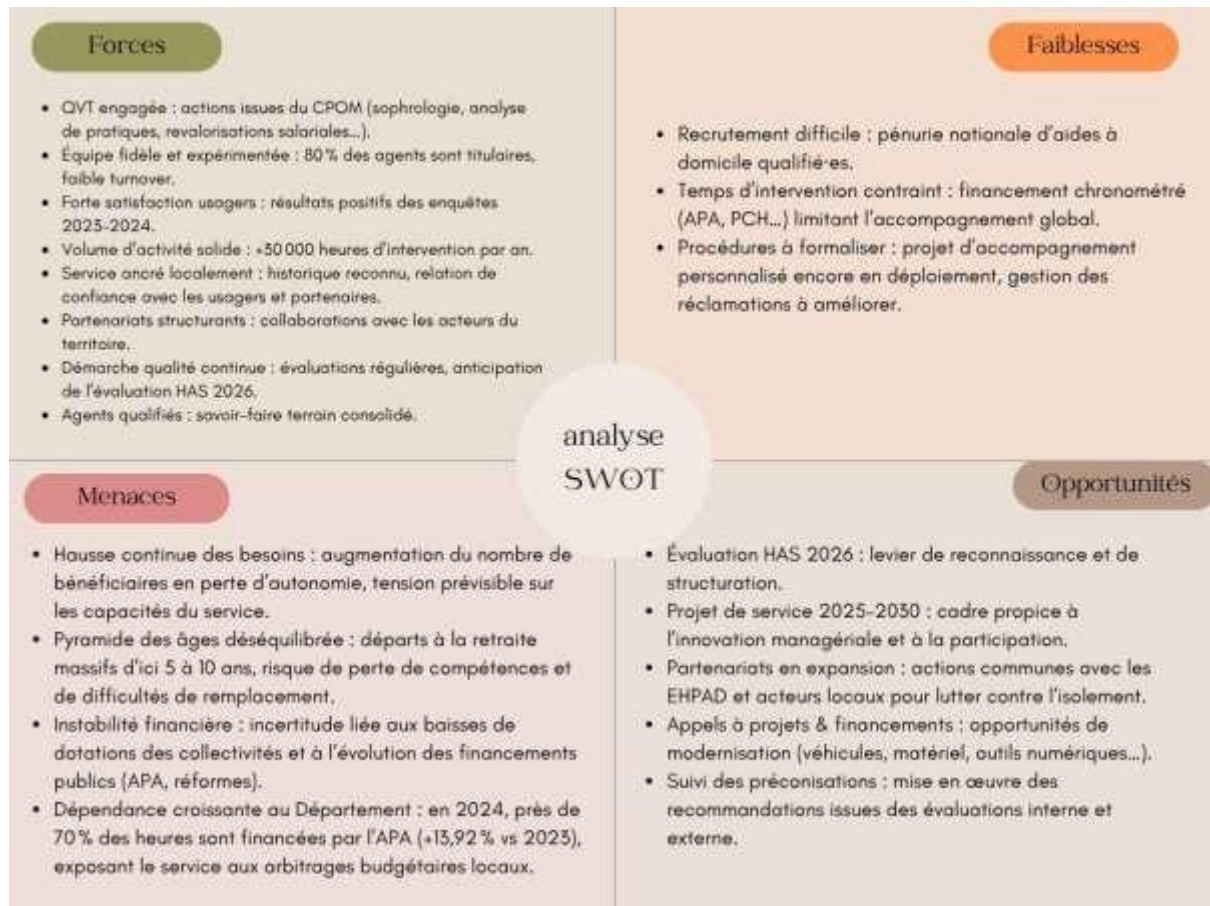 Forces
• QVT engagée : actions issues du CPOM (sophrologie, analyse
de pratiques, revalorisations salariales...).
• Équipe fidèle et expérimentée : 80 % des agents sont titulaires,
faible turnover.
• Forte satisfaction usagers : résultats positifs des enquêtes
2023-2024.
• Volume d'activité solide : +30 000 heures d'intervention par an.
• Service ancré localement : historique reconnu, relation de
confiance avec les usagers et partenaires.
• Partenariats structurants : collaborations avec les acteurs du
territoire.
• Démarche qualité continue : évaluations régulières, anticipation
de l'évaluation HAS 2026.
• Agents qualifiés : savoir-faire terrain consolidé.
Faiblesses
• Recrutement difficile : pénurie nationale d'aides à
domicile qualifié·es.
• Temps d'intervention contraint : financement chronométré
(APA, PCH...) limitant l'accompagnement global.
• Procédures à formaliser : projet d'accompagnement
personnalisé encore en déploiement, gestion des
réclamations à améliorer.
analyse
SWOT
Menaces
• Hausse continue des besoins : augmentation du nombre de
bénéficiaires en perte d'autonomie, tension prévisible sur
les capacités du service.
• Pyramide des âges déséquilibrée : départs à la retraite
massifs d'ici 5 à 10 ans, risque de perte de compétences et
de difficultés de remplacement.
• Instabilité financière : incertitude liée aux baisses de
dotations des collectivités et à l'évolution des financements
publics (APA, réformes).
• Dépendance croissante au Département : en 2024, près de
70 % des heures sont financées par l'APA (+13,92 % vs 2023),
exposant le service aux arbitrages budgétaires locaux.
Opportunités
• Évaluation HAS 2026 : levier de reconnaissance et de
structuration.
• Projet de service 2025-2030 : cadre propice à
l'innovation managériale et à la participation.
• Partenariats en expansion : actions communes avec les
EHPAD et acteurs locaux pour lutter contre l'isolement.
• Appels à projets & financements : opportunités de
modernisation (véhicules, matériel, outils numériques...).
• Suivi des préconisations : mise en œuvre des
recommandations issues des évaluations interne et
externe.